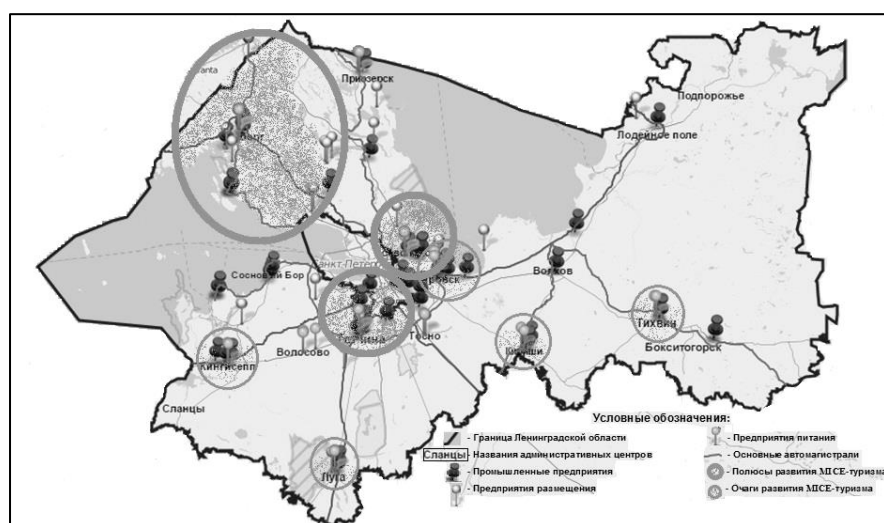 Приозерск
Подпорожье
Лодейное поле
Санкт-Петер
Сосновый Бор
Волхов
Тихвин
Бокситогорск
Волосово
Тосно
Кингисепп
Сланцы
Луга
Условные обозначения:
- Граница Ленинградской области
Сланцы - Названия административных центров
- Промышленные предприятия
- Предприятия размещения
- Предприятия питания
- Основные автомагистрали
- Полюсы развития MICE-туризма
- Очаги развития MICE-туризма